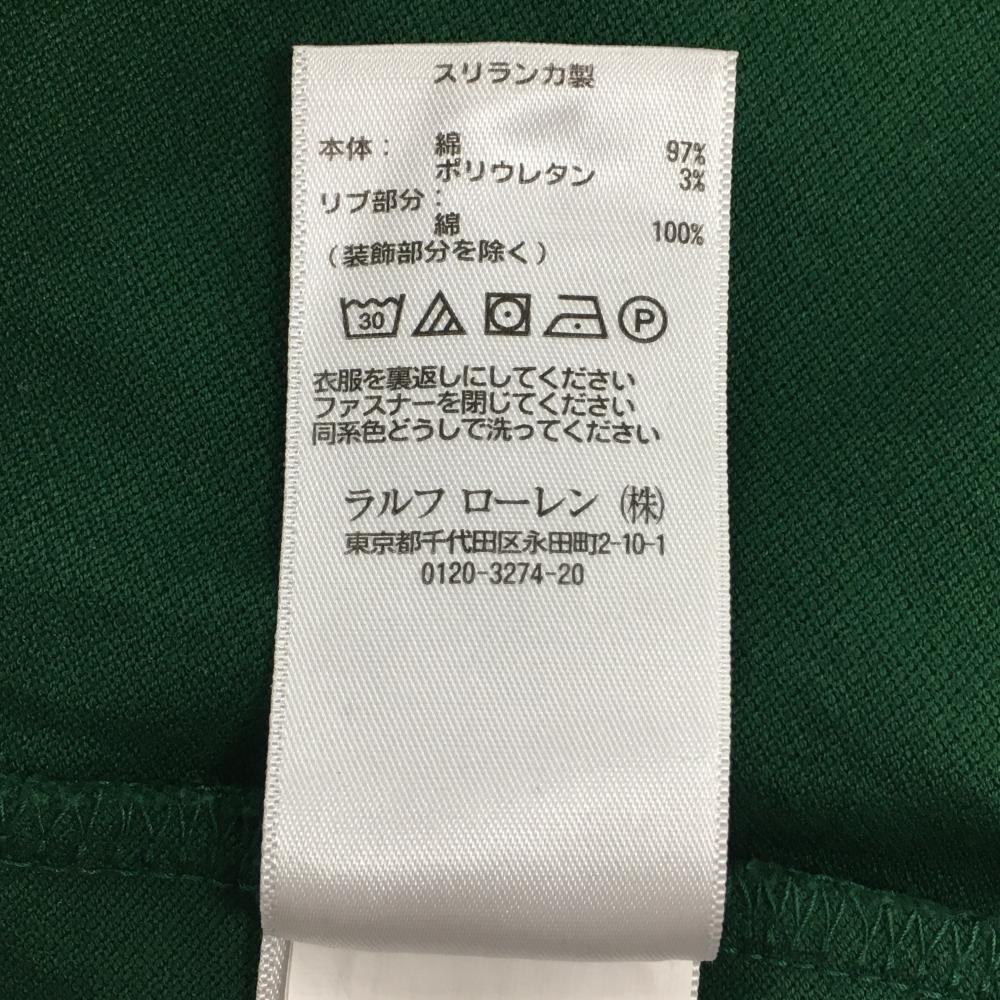 スリランカ製
本体： 綿 97%
ポリウレタン 3%
リブ部分：
綿 100%
（装飾部分を除く）
30 P
衣服を裏返しにしてください
ファスナーを閉じてください
同系色どうしで洗ってください
ラルフ ローレン（株）
東京都千代田区永田町2-10-1
0120-3274-20